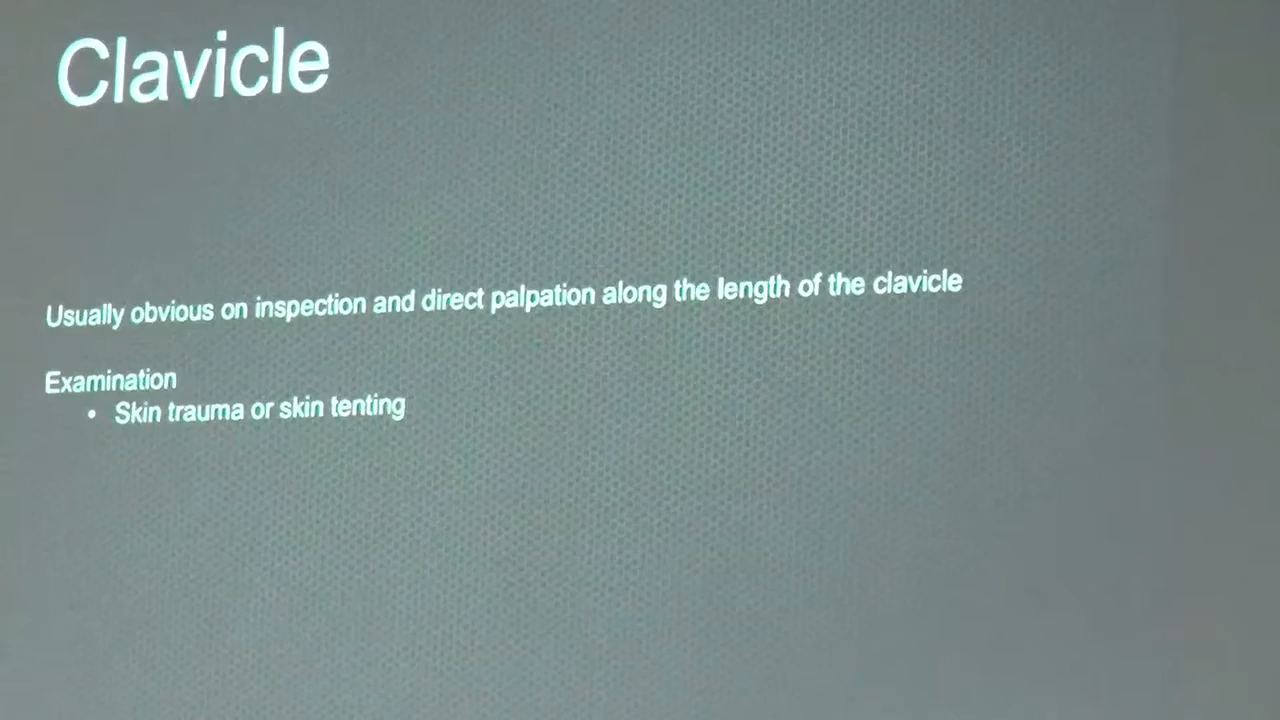 Clavicle
Usually obvious on inspection and direct palpation along the length of the clavicle
Examination
• Skin trauma or skin tenting